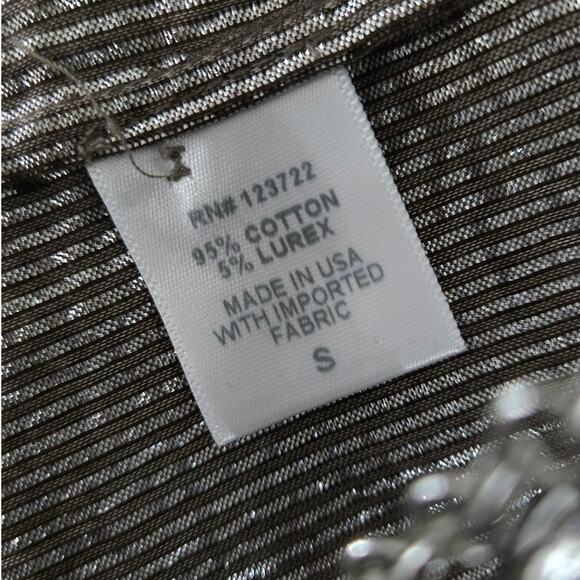 RN# 123722
95% COTTON
5% LUREX
MADE IN USA
WITH IMPORTED
FABRIC
S